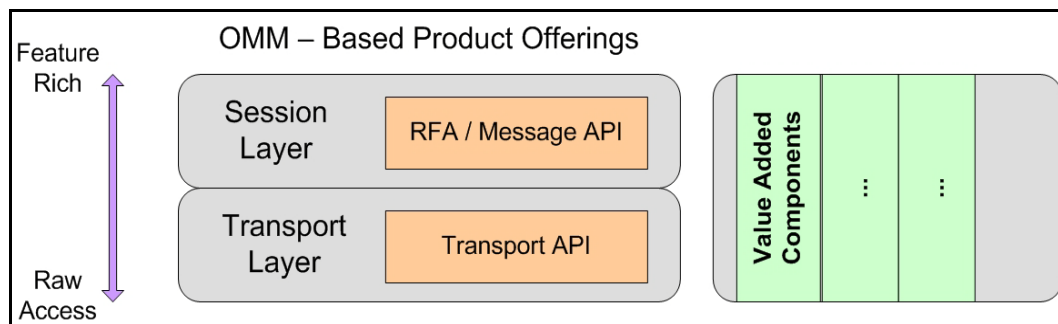 OMM – Based Product Offerings
Feature
Rich
Raw
Access
Session
Layer
RFA / Message API
Transport
Layer
Transport API
Value Added
Components
...
...